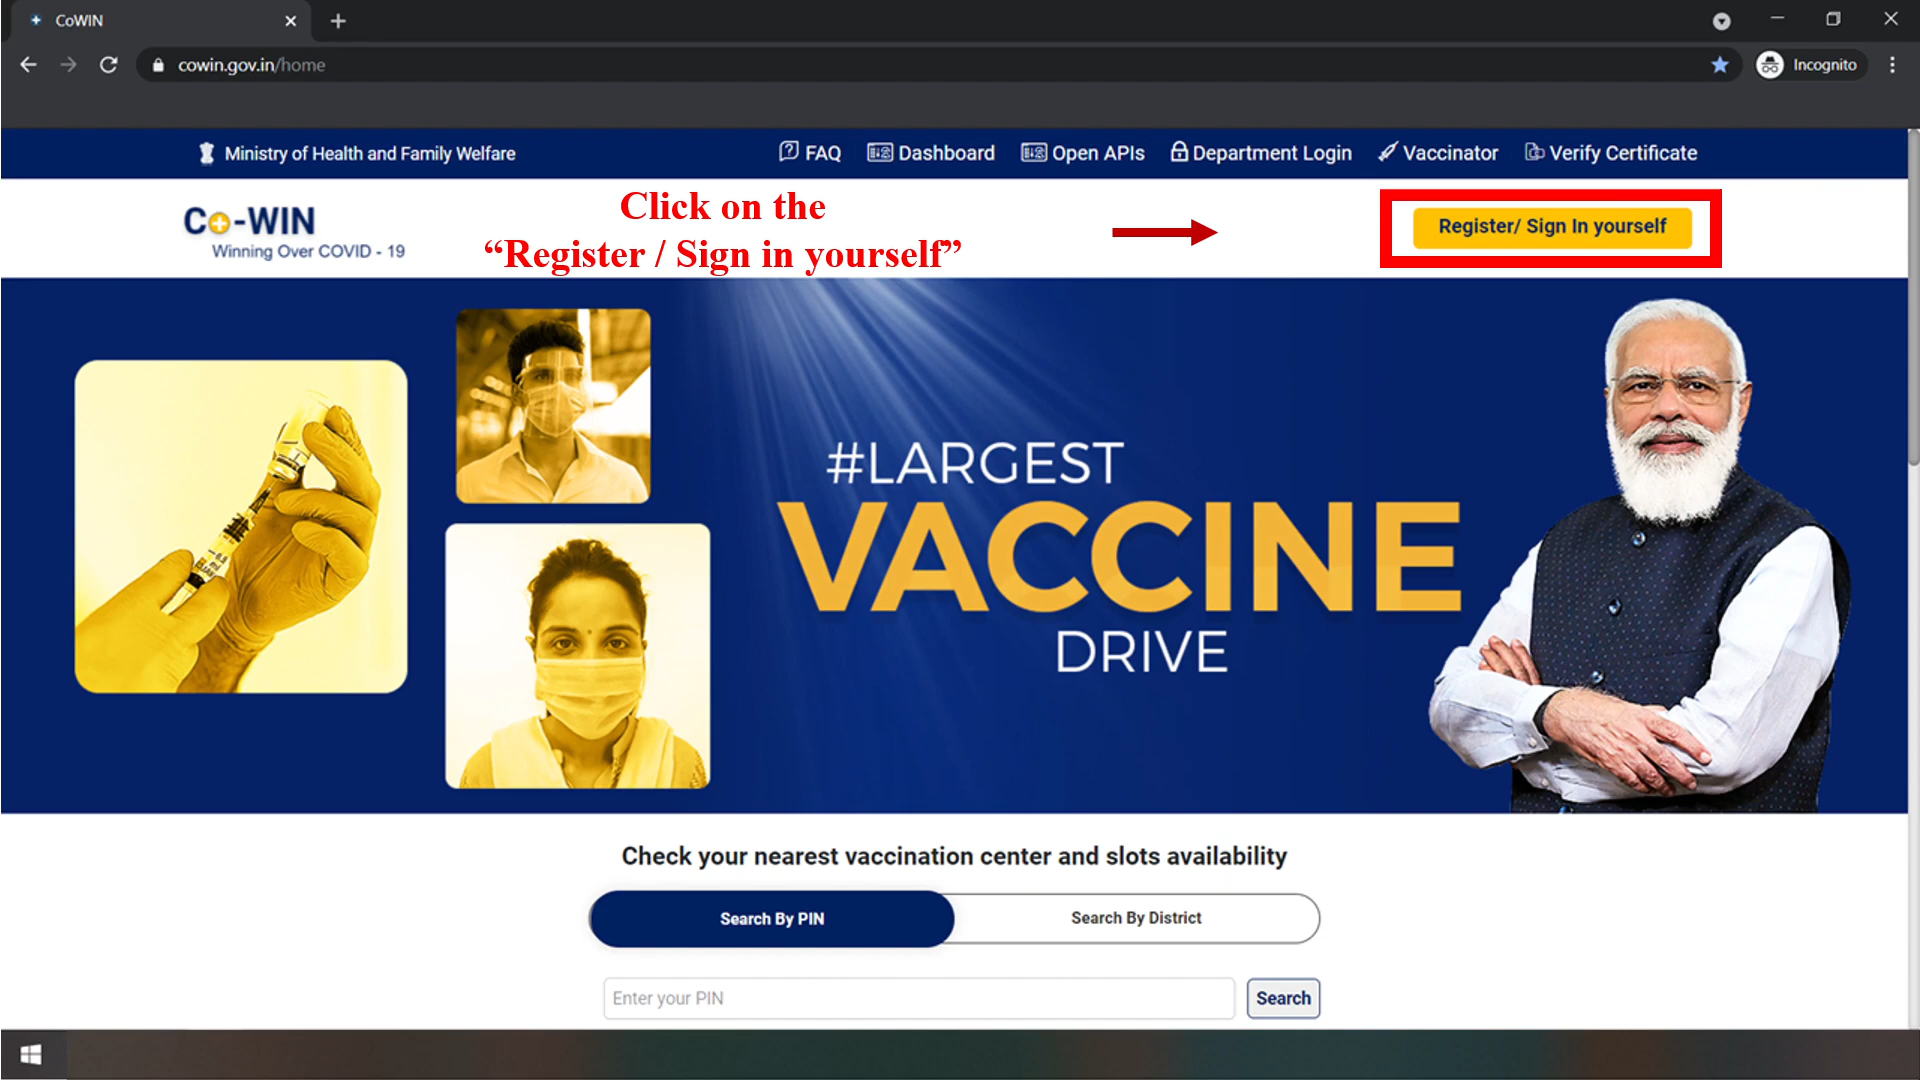 CoWIN
cowin.gov.in/home
Incognito
Ministry of Health and Family Welfare
FAQ
Dashboard
Open APIs
Department Login
Vaccinator
Verify Certificate
Co-WIN
Winning Over COVID - 19
Click on the
“Register / Sign in yourself”
Register/ Sign In yourself
#LARGEST
VACCINE
DRIVE
Check your nearest vaccination center and slots availability
Search By PIN
Search By District
Enter your PIN
Search